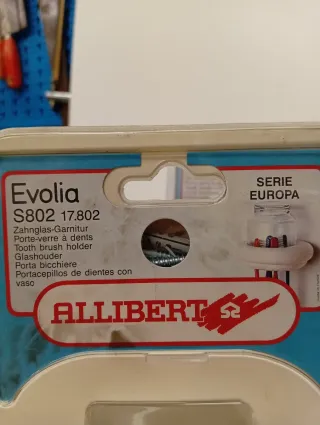 Evolia
S802 17.802
Zahnglas-Garnitur
Porte-verre à dents
Tooth brush holder
Glashouder
Porta bicchiere
Portacepillos de dientes con
vaso
SERIE
EUROPA
ALLIBERT